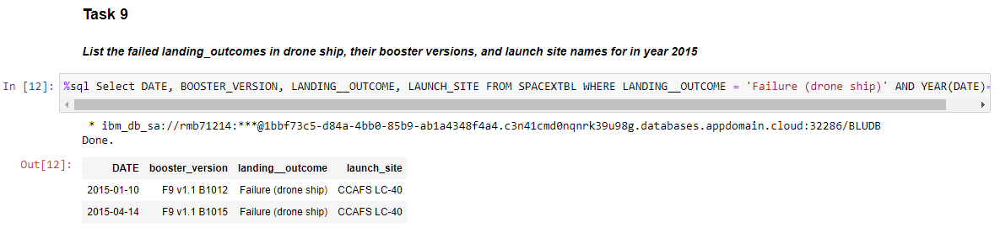 Task 9
List the failed landing_outcomes in drone ship, their booster versions, and launch site names for in year 2015
In [12]: %sql Select DATE, BOOSTER_VERSION, LANDING__OUTCOME, LAUNCH_SITE FROM SPACEXTBL WHERE LANDING__OUTCOME = 'Failure (drone ship)' AND YEAR(DATE)=
* ibm_db_sa://rmb71214:***@1bbf73c5-d84a-4bb0-85b9-ab1a4348f4a4.c3n41cmd0nqnrk39u98g.databases.appdomain.cloud:32286/BLUDB
Done.
Out[12]:
DATE booster_version landing__outcome launch_site
2015-01-10 F9 v1.1 B1012 Failure (drone ship) CCAFS LC-40
2015-04-14 F9 v1.1 B1015 Failure (drone ship) CCAFS LC-40